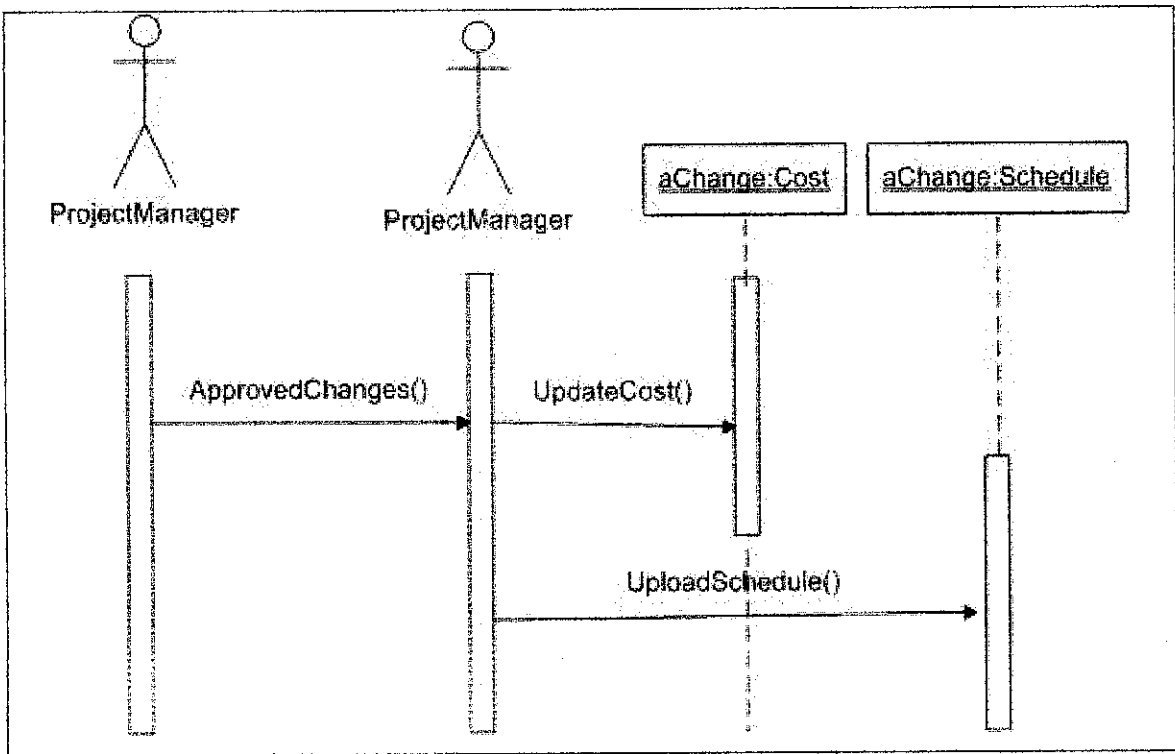 ProjectManager
ProjectManager
aChange:Cost
aChange:Schedule
ApprovedChanges()
UpdateCost()
UploadSchedule()